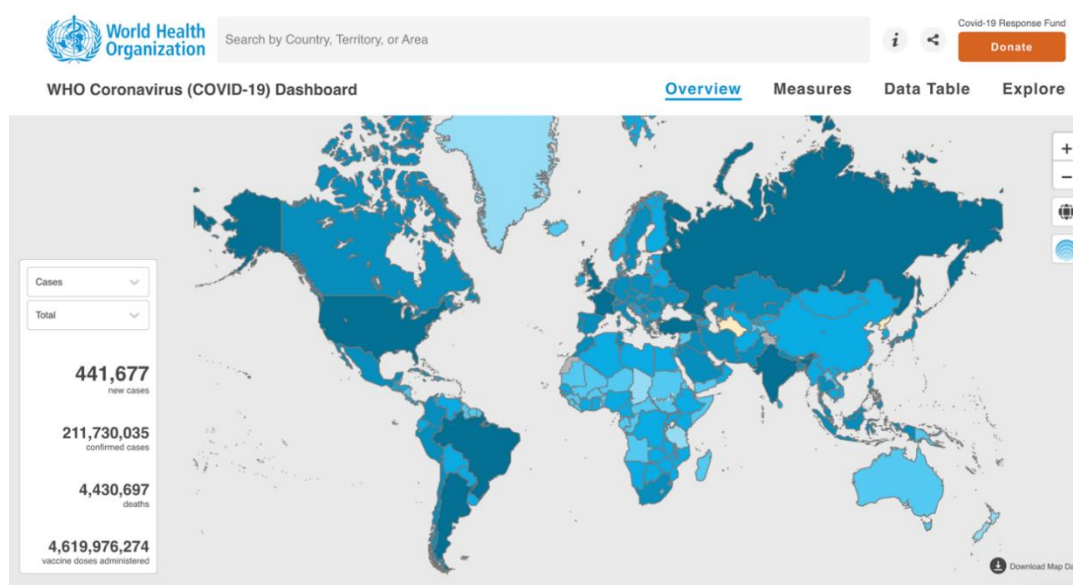 World Health
Organization
Search by Country, Territory, or Area
i
Covid-19 Response Fund
Donate
WHO Coronavirus (COVID-19) Dashboard
Overview
Measures
Data Table
Explore
+
−
Cases
Total
441,677
new cases
211,730,035
confirmed cases
4,430,697
deaths
4,619,976,274
vaccine doses administered
Download Map Da